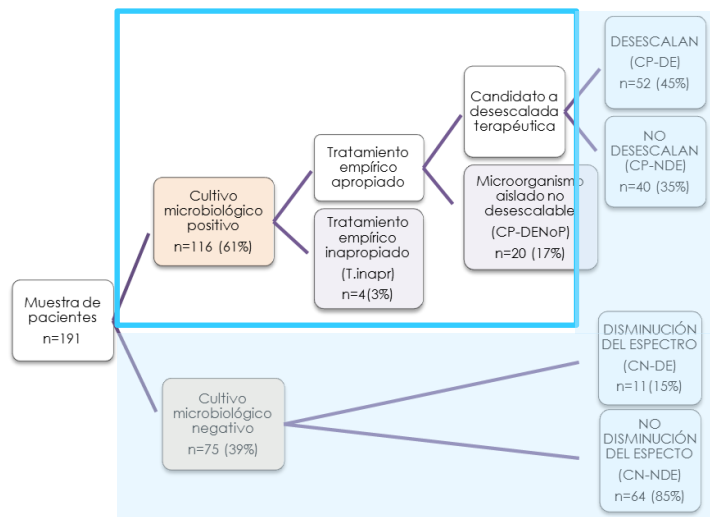 Muestra de
pacientes
n=191
Cultivo
microbiológico
positivo
n=116 (61%)
Tratamiento
empírico
apropiado
Tratamiento
empírico
inapropiado
(T.inapr)
n=4(3%)
Candidato a
desescalada
terapéutica
Microorganismo
aislado no
desescalable
(CP-DENoP)
n=20 (17%)
DESESCALAN
(CP-DE)
n=52 (45%)
NO
DESESCALAN
(CP-NDE)
n=40 (35%)
Cultivo
microbiológico
negativo
n=75 (39%)
DISMINUCIÓN
DEL ESPECTRO
(CN-DE)
n=11(15%)
NO
DISMINUCIÓN
DEL ESPECTO
(CN-NDE)
n=64 (85%)